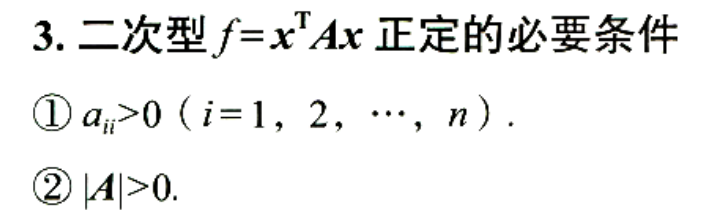 3. 二次型 f=xᵀAx 正定的必要条件
① aᵢᵢ>0（i=1，2，…，n）.
② |A|>0.